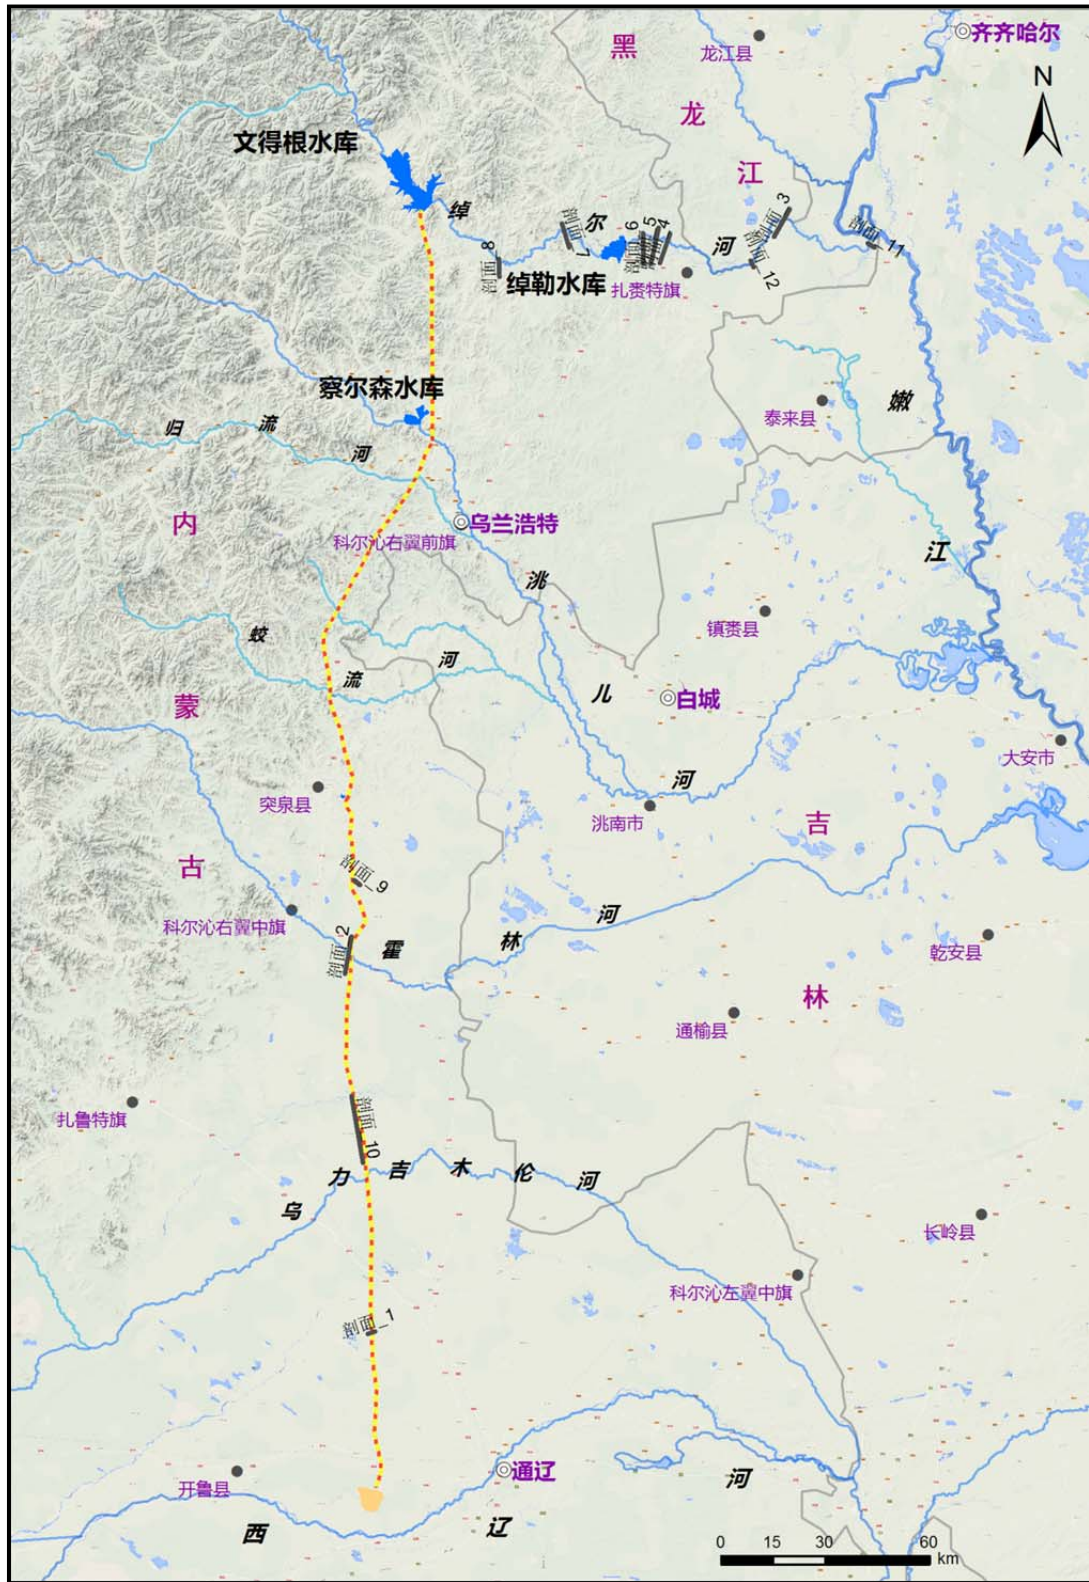 齐齐哈尔
龙江县
黑
N
龙
文得根水库
江
绰
尔
剖面_3
剖面_11
剖面_8
剖面_7
剖面_6
剖面_5
剖面_4
河
剖面_12
绰勒水库
扎赉特旗
察尔森水库
泰来县
嫩
归
流
河
内
乌兰浩特
科尔沁右翼前旗
江
洮
镇赉县
蛟
河
流
儿
白城
蒙
大安市
河
突泉县
洮南市
吉
古
剖面_9
科尔沁右翼中旗
河
剖面_2
霍
林
乾安县
林
通榆县
扎鲁特旗
剖面_10
力
吉
木
伦
河
乌
长岭县
科尔沁左翼中旗
剖面_1
开鲁县
通辽
河
西
辽
0 15 30 60
km